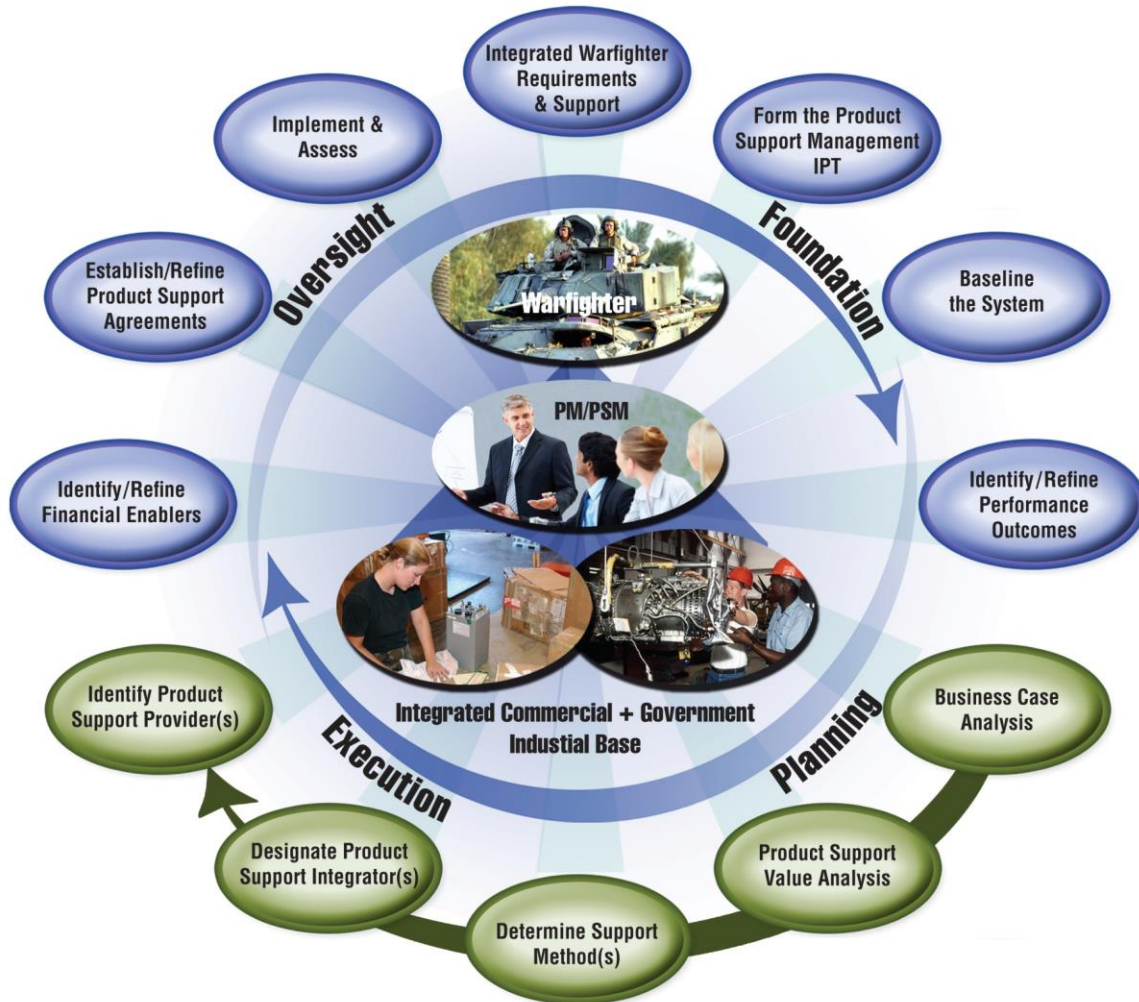 Integrated Warfighter
Requirements
& Support
Form the Product
Support Management
IPT
Baseline
the System
Identify/Refine
Performance
Outcomes
Business Case
Analysis
Product Support
Value Analysis
Determine Support
Method(s)
Designate Product
Support Integrator(s)
Identify Product
Support Provider(s)
Identify/Refine
Financial Enablers
Establish/Refine
Product Support
Agreements
Implement &
Assess
Oversight
Foundation
Planning
Execution
Warfighter
PM/PSM
Integrated Commercial + Government
Industial Base